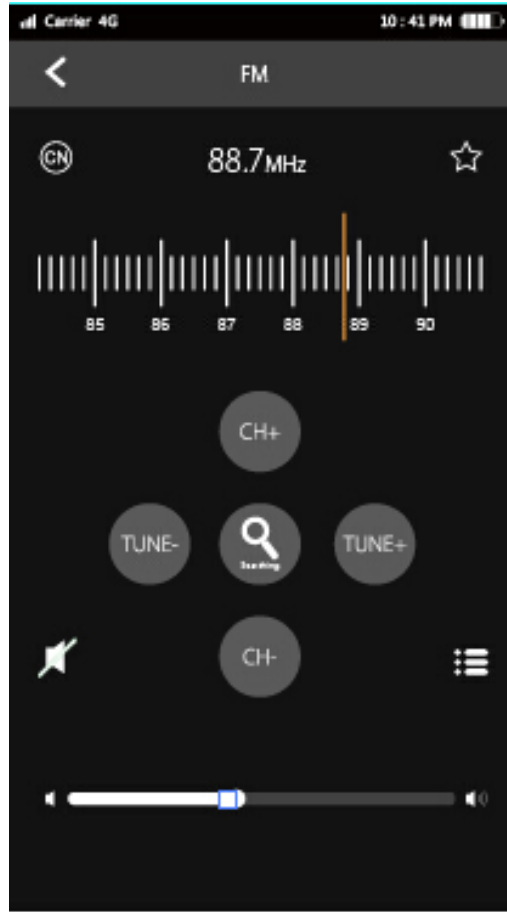 Carrier 4G 10:41 PM
FM
CN 88.7MHz
85 86 87 88 89 90
CH+
TUNE- Searching TUNE+
CH-